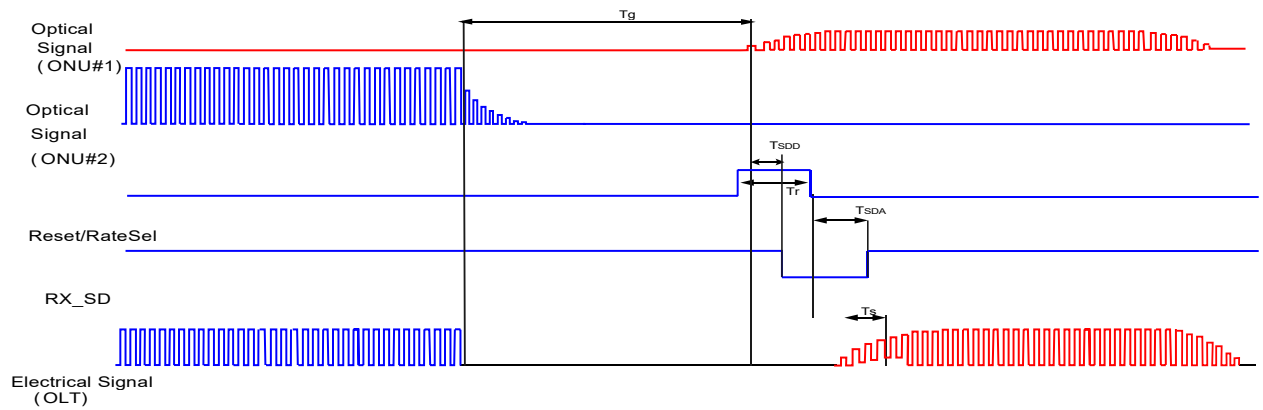 Tg
Optical
Signal
(ONU#1)
Optical
Signal
(ONU#2)
TSDD
Tr
TSDA
Reset/RateSel
RX_SD
Ts
Electrical Signal
(OLT)